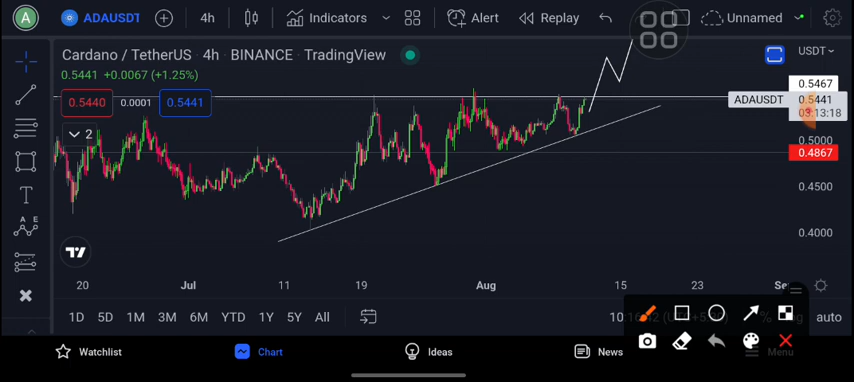 A
ADAUSDT
4h
Indicators
Alert
Replay
Unnamed
Cardano / TetherUS · 4h · BINANCE · TradingView
USDT
0.5441 +0.0067 (+1.25%)
0.5440
0.0001
0.5441
2
0.5467
ADAUSDT
0.5441
03:13:18
0.5000
0.4867
0.4500
0.4000
T
A E
20
Jul
11
19
Aug
15
23
1D
5D
1M
3M
6M
YTD
1Y
5Y
All
%
auto
Watchlist
Chart
Ideas
News
Menu